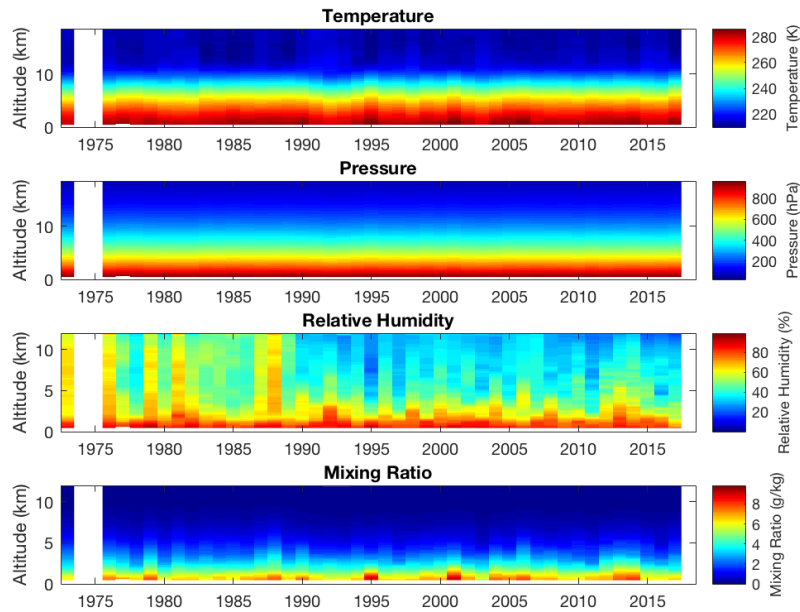 Temperature
Altitude (km)
10
0
1975 1980 1985 1990 1995 2000 2005 2010 2015
280
260
240
220
Temperature (K)
Pressure
Altitude (km)
10
0
1975 1980 1985 1990 1995 2000 2005 2010 2015
800
600
400
200
Pressure (hPa)
Relative Humidity
Altitude (km)
10
5
0
1975 1980 1985 1990 1995 2000 2005 2010 2015
80
60
40
20
Relative Humidity (%)
Mixing Ratio
Altitude (km)
10
5
0
1975 1980 1985 1990 1995 2000 2005 2010 2015
8
6
4
2
0
Mixing Ratio (g/kg)